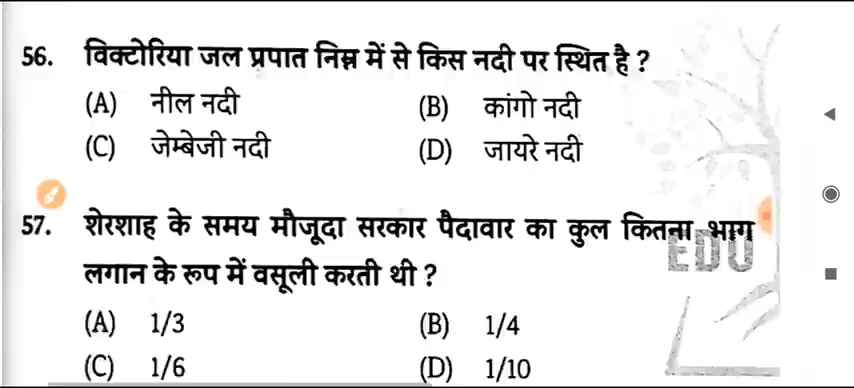 56. विक्टोरिया जल प्रपात निम्न में से किस नदी पर स्थित है ?
(A) नील नदी (B) कांगो नदी
(C) जेम्बेजी नदी (D) जायरे नदी
57. शेरशाह के समय मौजूदा सरकार पैदावार का कुल कितना भाग
EDU
लगान के रूप में वसूली करती थी ?
(A) 1/3 (B) 1/4
(C) 1/6 (D) 1/10